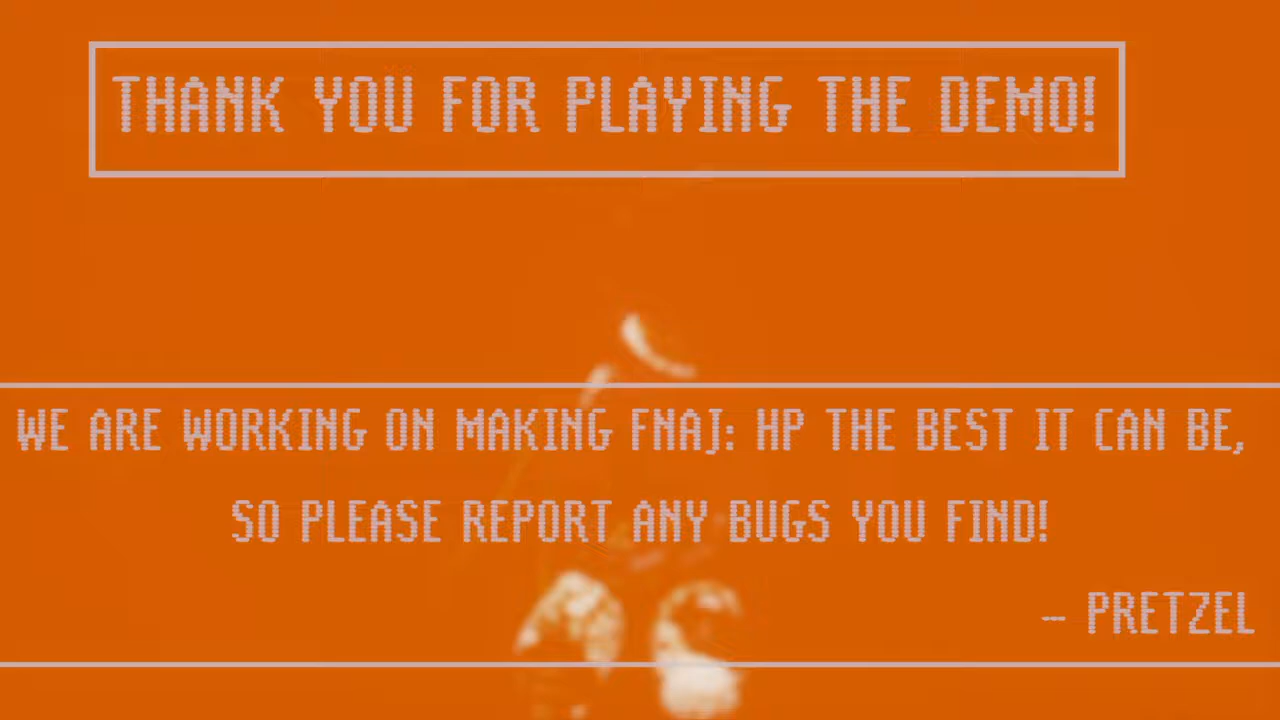 THANK YOU FOR PLAYING THE DEMO!
WE ARE WORKING ON MAKING FNAJ: HP THE BEST IT CAN BE,
SO PLEASE REPORT ANY BUGS YOU FIND!
-- PRETZEL